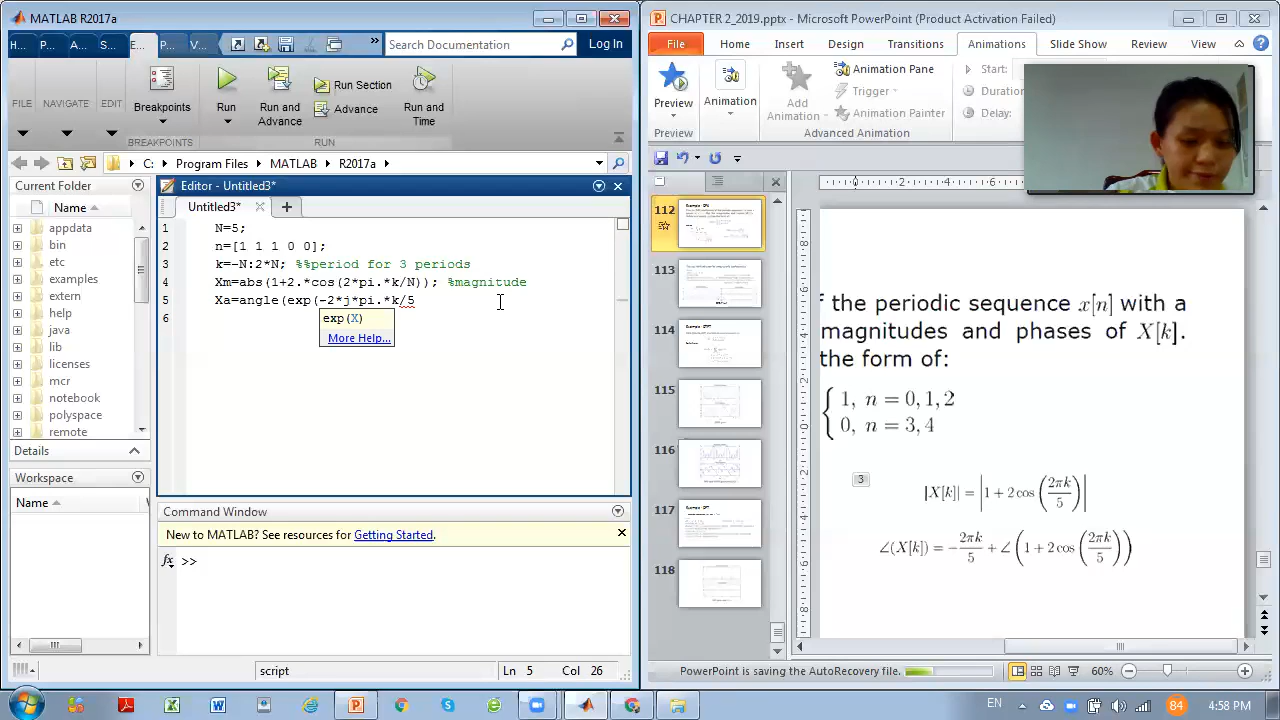 MATLAB R2017a
H...
P...
A...
S...
E...
P...
V...
»
Search Documentation
Log In
FILE
NAVIGATE
EDIT
Breakpoints
Run
Run and
Advance
Run Section
Advance
Run and
Time
BREAKPOINTS
RUN
C:
Program Files
MATLAB
R2017a
Current Folder
Name
appdata
bin
etc
examples
extern
help
java
lib
licenses
mcr
notebook
polyspace
remote
Details
Workspace
Name
Editor - Untitled3*
Untitled3*
1 N=5;
2 n=[1 1 1 0 0];
3 k=-N:2*N; %%period for 3 periods
4 Xm=abs(1+2.*cos(2*pi.*k/N)); %magnitude
5 Xa=angle(exp(-2*j*pi.*k/5
6
exp(X)
More Help...
Command Window
New to MATLAB? See resources for Getting Started.
fx >>
script
Ln 5 Col 26
CHAPTER 2_2019.pptx - Microsoft PowerPoint (Product Activation Failed)
File
Home
Insert
Design
Transitions
Animations
Slide Show
Review
View
Preview
Animation
Add
Animation
Animation Pane
Trigger
Animation Painter
Start:
Duratio
Delay:
Preview
Advanced Animation
112
113
114
115
116
117
118
f the periodic sequence x[n] with a
magnitudes and phases of X[k].
the form of:
{ 1, n = 0, 1, 2
0, n = 3, 4
3
|X[k]| = |1 + 2 cos (2πk/5)|
∠(X[k]) = −2πk/5 + ∠(1 + 2 cos (2πk/5))
PowerPoint is saving the AutoRecovery file.
60%
EN
84
4:58 PM